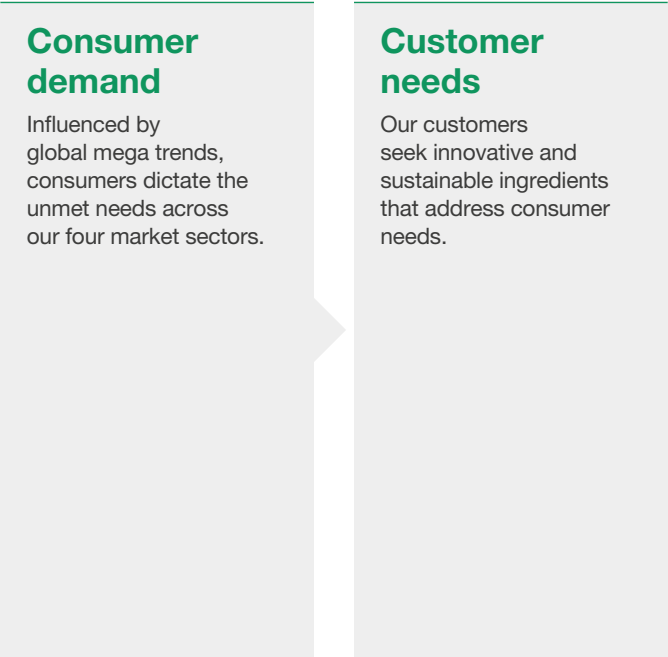 Consumer
demand
Influenced by
global mega trends,
consumers dictate the
unmet needs across
our four market sectors.
Customer
needs
Our customers
seek innovative and
sustainable ingredients
that address consumer
needs.